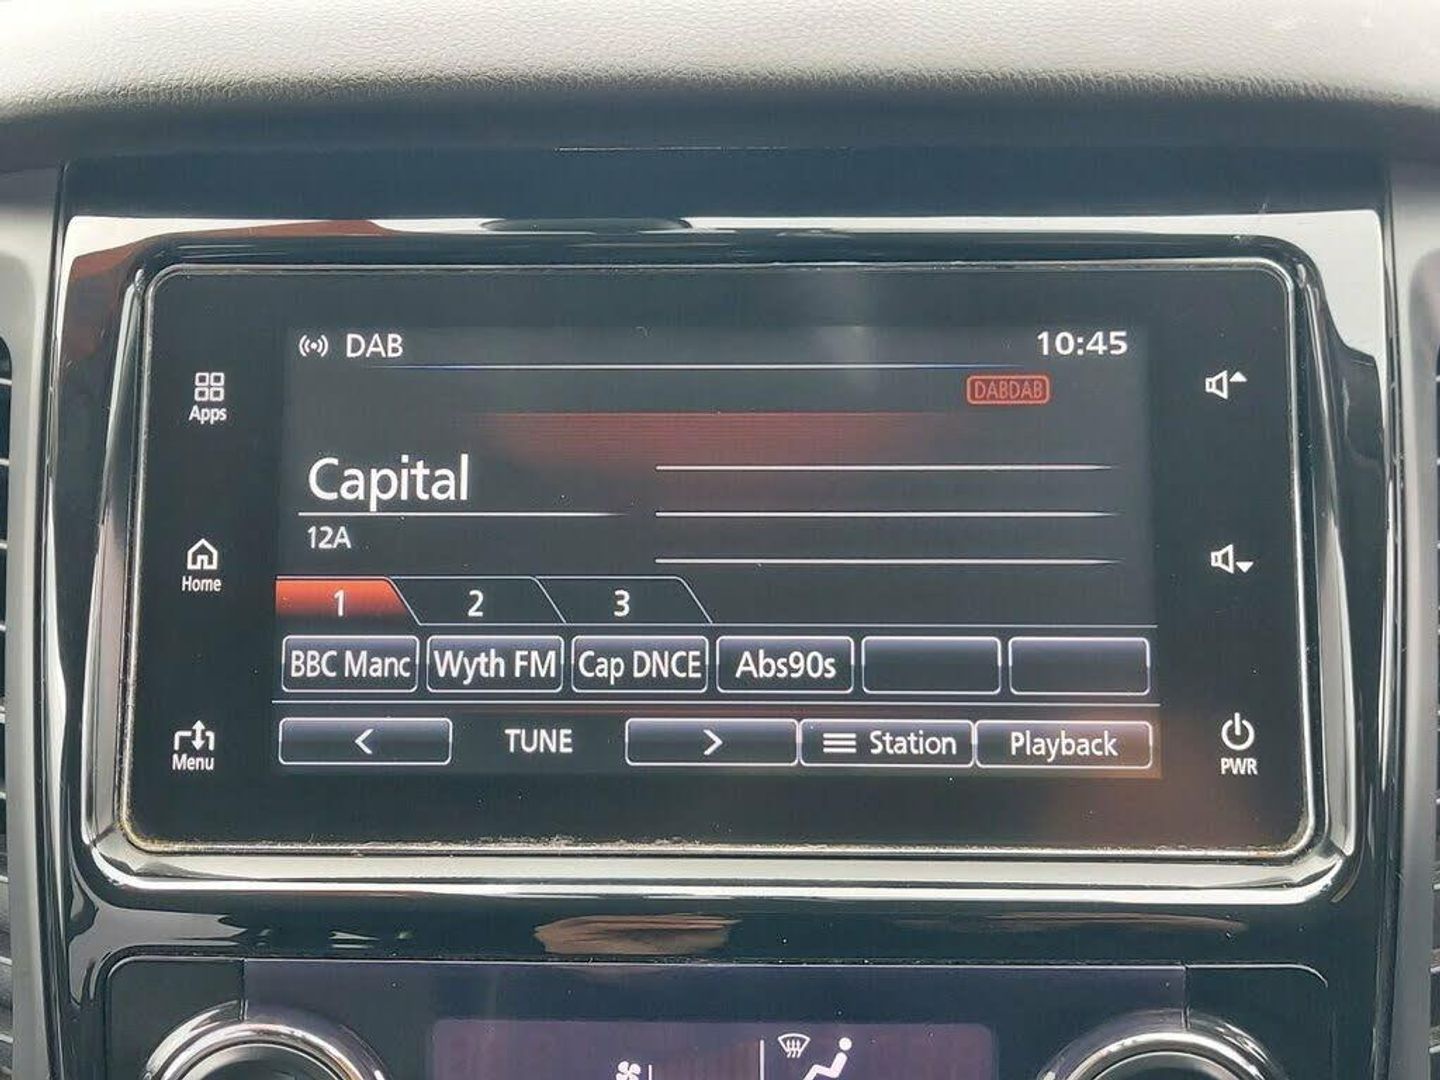 DAB 10:45
DABDAB
Apps
Capital
12A
Home
1 2 3
BBC Manc Wyth FM Cap DNCE Abs90s
< TUNE > Station Playback
Menu
PWR